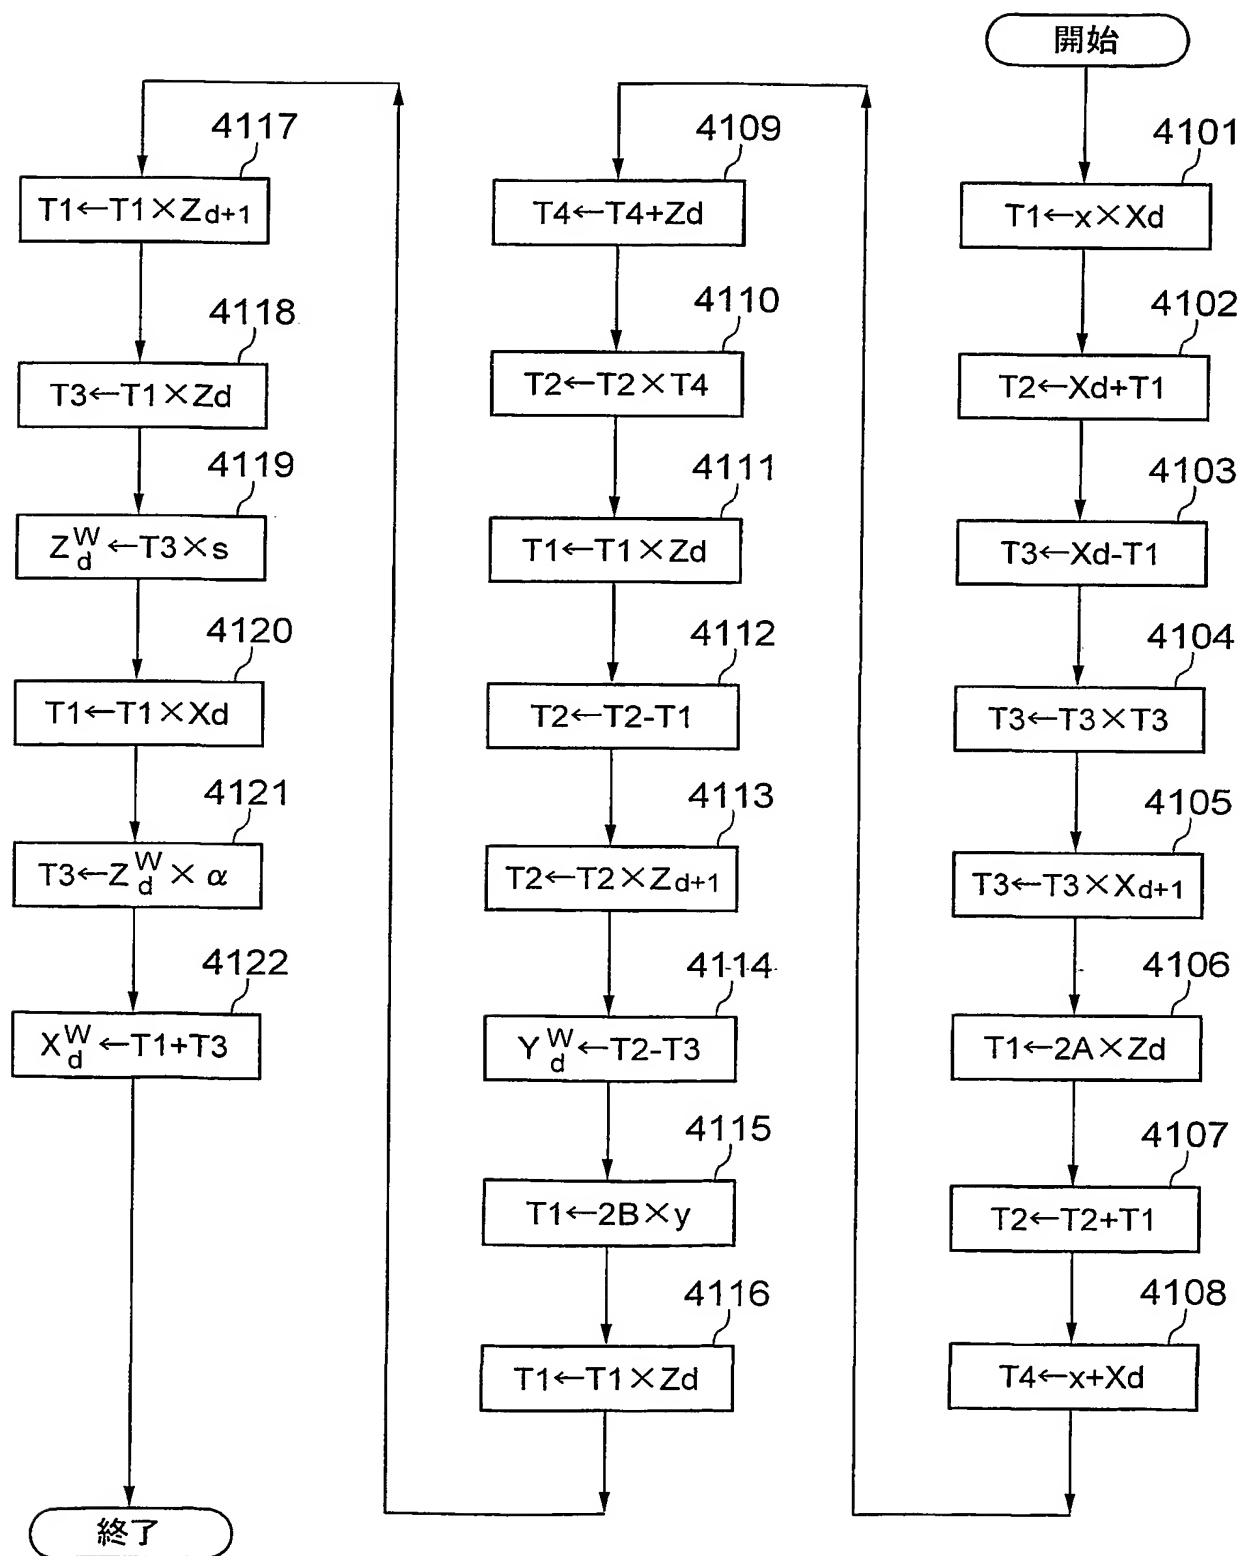 開始
4101
T1←x×Xd
4102
T2←Xd+T1
4103
T3←Xd-T1
4104
T3←T3×T3
4105
T3←T3×Xd+1
4106
T1←2A×Zd
4107
T2←T2+T1
4108
T4←x+Xd
4109
T4←T4+Zd
4110
T2←T2×T4
4111
T1←T1×Zd
4112
T2←T2-T1
4113
T2←T2×Zd+1
4114
Y_d^W←T2-T3
4115
T1←2B×y
4116
T1←T1×Zd
4117
T1←T1×Zd+1
4118
T3←T1×Zd
4119
Z_d^W←T3×s
4120
T1←T1×Xd
4121
T3←Z_d^W×α
4122
X_d^W←T1+T3
終了